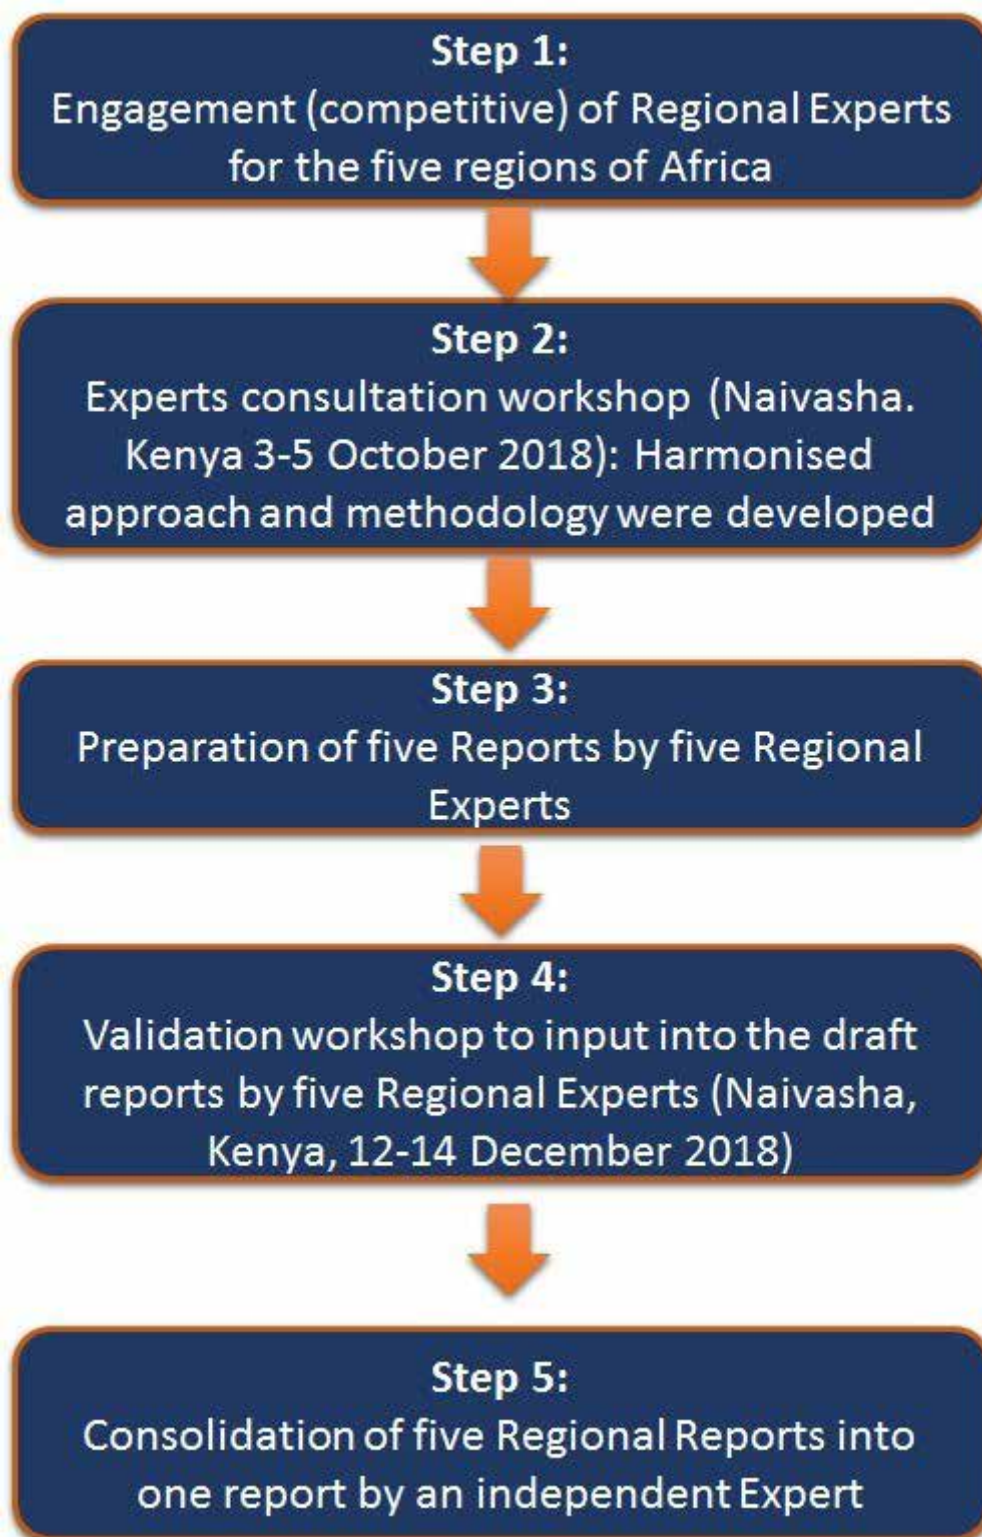 Step 1:
Engagement (competitive) of Regional Experts
for the five regions of Africa
Step 2:
Experts consultation workshop (Naivasha.
Kenya 3-5 October 2018): Harmonised
approach and methodology were developed
Step 3:
Preparation of five Reports by five Regional
Experts
Step 4:
Validation workshop to input into the draft
reports by five Regional Experts (Naivasha,
Kenya, 12-14 December 2018)
Step 5:
Consolidation of five Regional Reports into
one report by an independent Expert